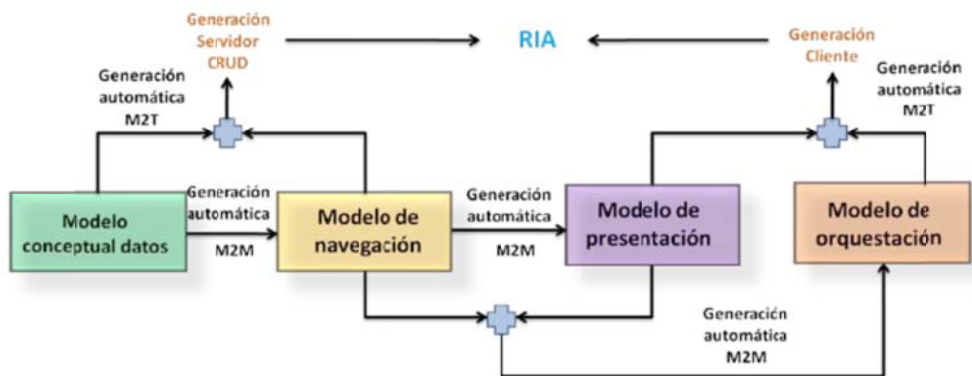 Generación
Servidor
CRUD
RIA
Generación
Cliente
Generación
automática
M2T
Generación
automática
M2T
Modelo
conceptual datos
Generación
automática
M2M
Modelo de
navegación
Generación
automática
M2M
Modelo de
presentación
Modelo de
orquestación
Generación
automática
M2M